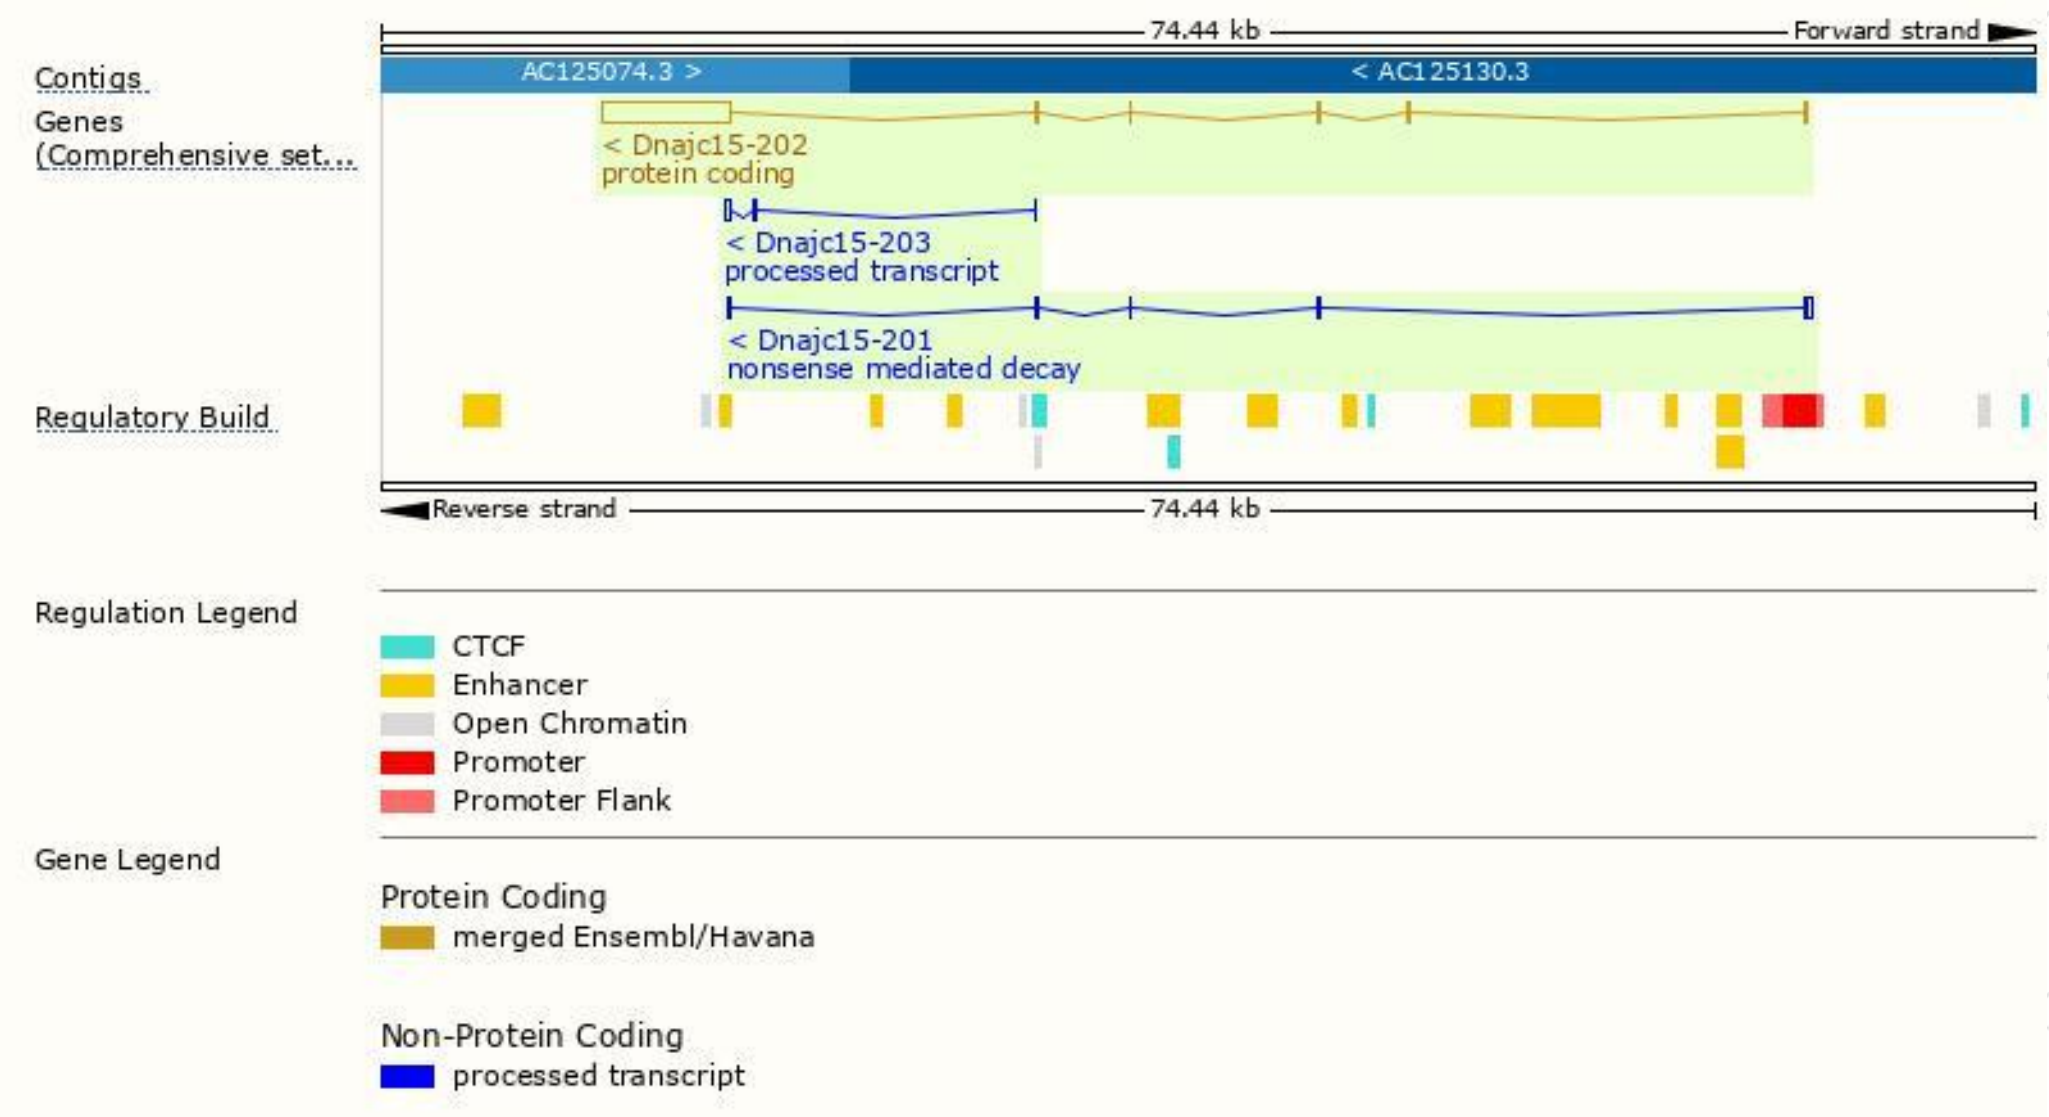 74.44 kb Forward strand
Contigs AC125074.3 > < AC125130.3
Genes
(Comprehensive set...
< Dnajc15-202
protein coding
< Dnajc15-203
processed transcript
< Dnajc15-201
nonsense mediated decay
Regulatory Build
Reverse strand 74.44 kb
Regulation Legend
CTCF
Enhancer
Open Chromatin
Promoter
Promoter Flank
Gene Legend
Protein Coding
merged Ensembl/Havana
Non-Protein Coding
processed transcript